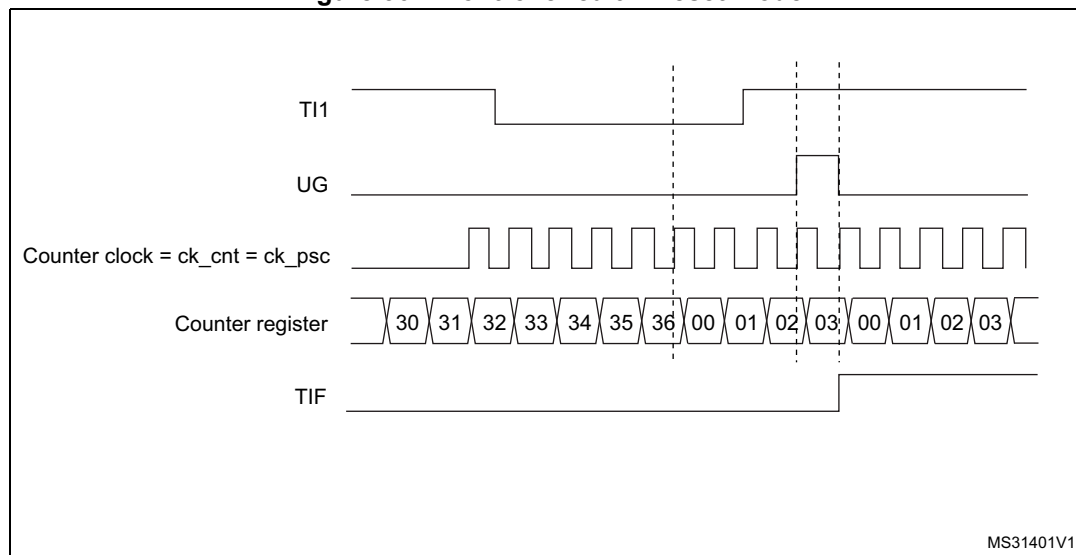 TI1
UG
Counter clock = ck_cnt = ck_psc
Counter register
30 31 32 33 34 35 36 00 01 02 03 00 01 02 03
TIF
MS31401V1